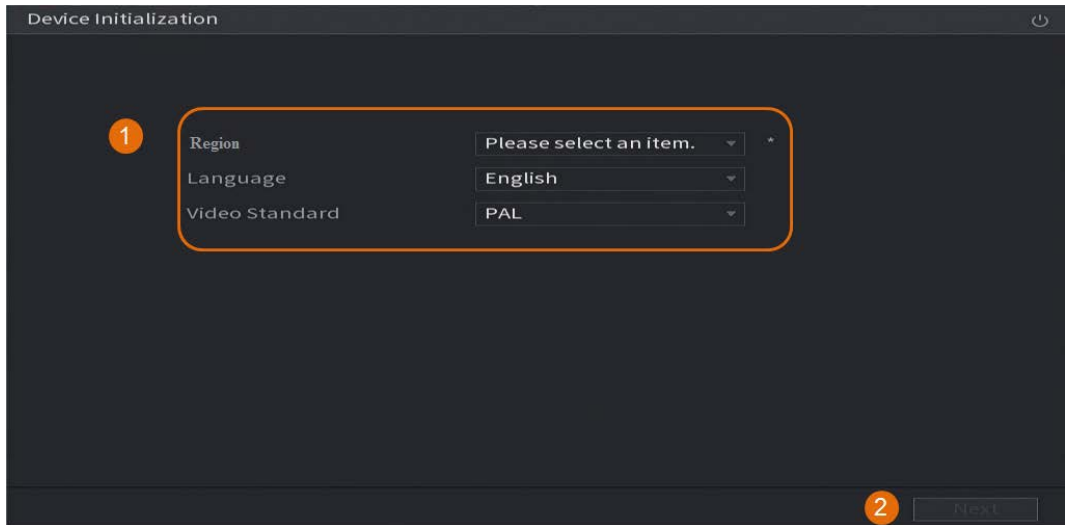 Device Initialization
1
Region Please select an item. *
Language English
Video Standard PAL
2 Next